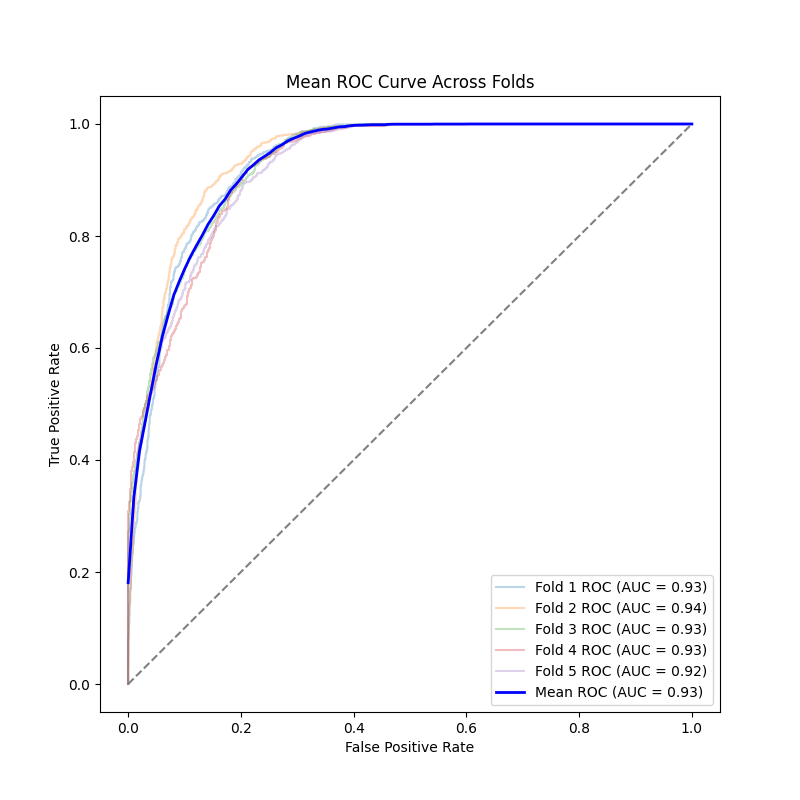 Mean ROC Curve Across Folds
True Positive Rate
1.0
0.8
0.6
0.4
0.2
0.0
Fold 1 ROC (AUC = 0.93)
Fold 2 ROC (AUC = 0.94)
Fold 3 ROC (AUC = 0.93)
Fold 4 ROC (AUC = 0.93)
Fold 5 ROC (AUC = 0.92)
Mean ROC (AUC = 0.93)
0.0 0.2 0.4 0.6 0.8 1.0
False Positive Rate